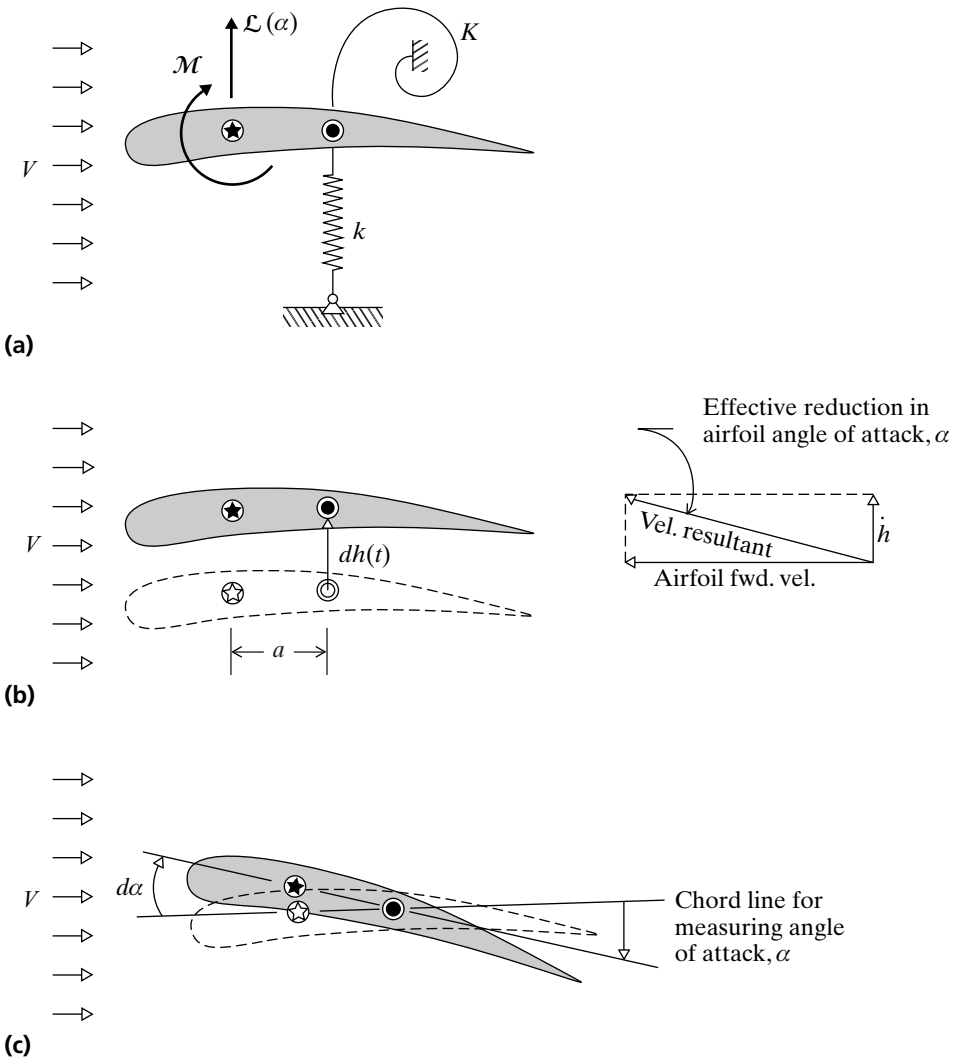 ℒ(α)
K
ℳ
V
k
(a)
Effective reduction in
airfoil angle of attack, α
V
dh(t)
Vel. resultant
ḣ
Airfoil fwd. vel.
a
(b)
dα
V
Chord line for
measuring angle
of attack, α
(c)